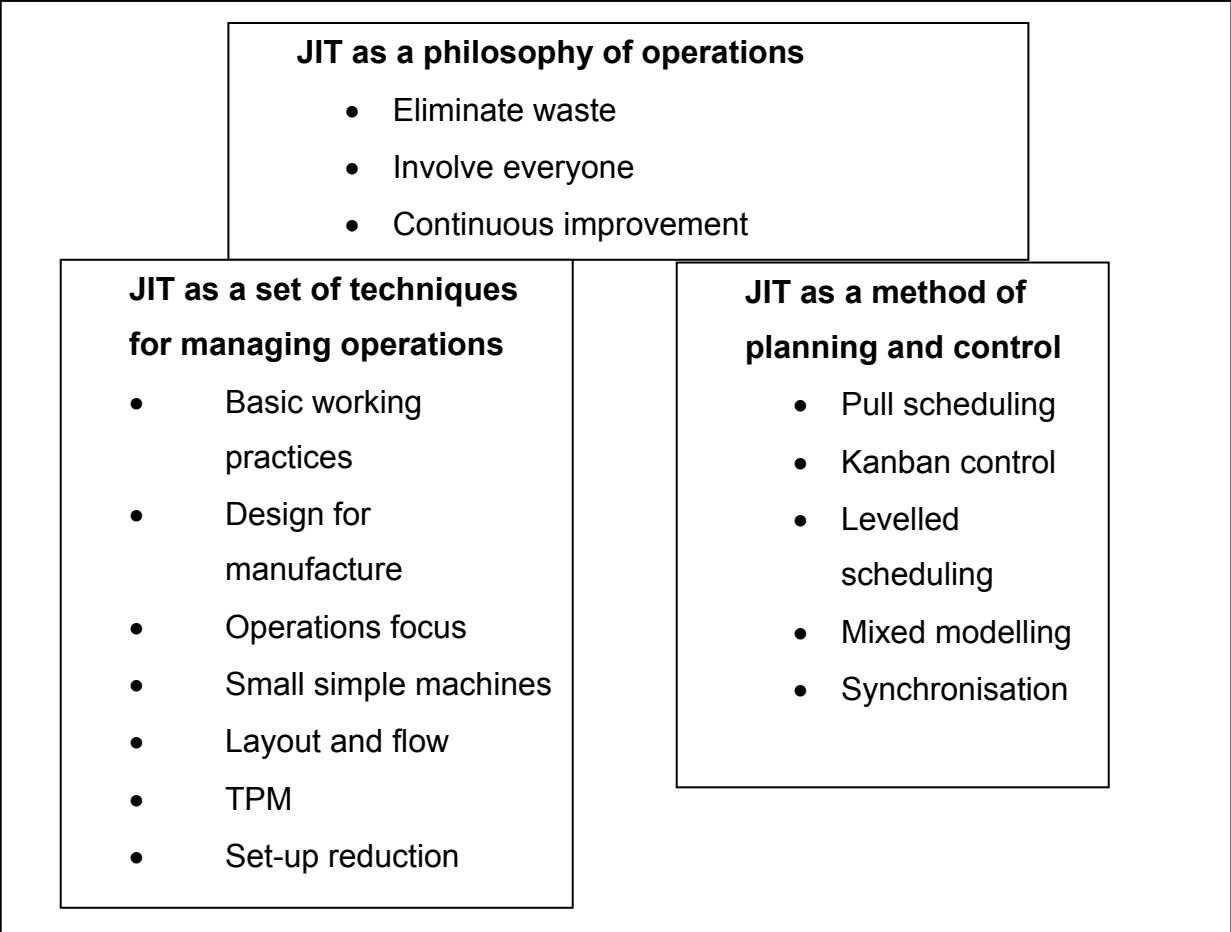 JIT as a philosophy of operations
• Eliminate waste
• Involve everyone
• Continuous improvement
JIT as a set of techniques
for managing operations
• Basic working
practices
• Design for
manufacture
• Operations focus
• Small simple machines
• Layout and flow
• TPM
• Set-up reduction
JIT as a method of
planning and control
• Pull scheduling
• Kanban control
• Levelled
scheduling
• Mixed modelling
• Synchronisation